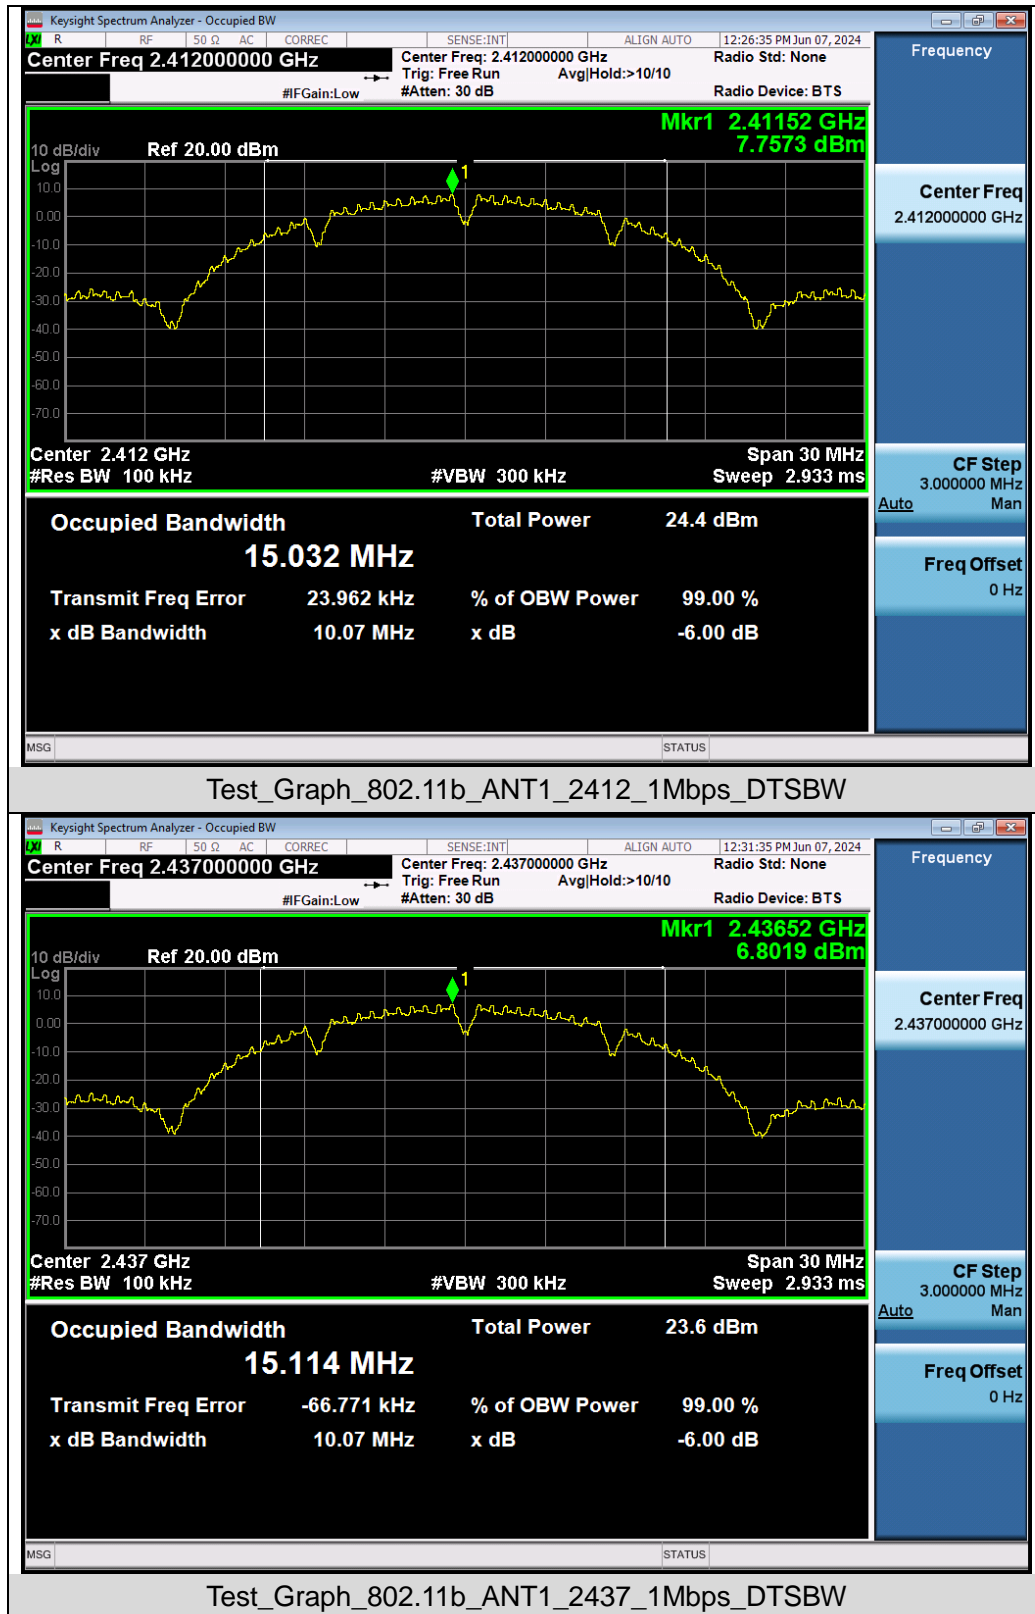 Keysight Spectrum Analyzer - Occupied BW
LXI R RF 50 Ω AC CORREC SENSE:INT ALIGN AUTO 12:26:35 PM Jun 07, 2024
Center Freq 2.412000000 GHz Center Freq: 2.412000000 GHz Radio Std: None Frequency
Trig: Free Run Avg|Hold:>10/10
#IFGain:Low #Atten: 30 dB Radio Device: BTS
Mkr1 2.41152 GHz
10 dB/div Ref 20.00 dBm 7.7573 dBm
Log
1
10.0
0.00
-10.0
-20.0
-30.0
-40.0
-50.0
-60.0
-70.0
Center Freq
2.412000000 GHz
Center 2.412 GHz Span 30 MHz
#Res BW 100 kHz #VBW 300 kHz Sweep 2.933 ms
CF Step
3.000000 MHz
Auto Man
Occupied Bandwidth Total Power 24.4 dBm
15.032 MHz
Freq Offset
0 Hz
Transmit Freq Error 23.962 kHz % of OBW Power 99.00 %
x dB Bandwidth 10.07 MHz x dB -6.00 dB
MSG STATUS
Test_Graph_802.11b_ANT1_2412_1Mbps_DTSBW
Keysight Spectrum Analyzer - Occupied BW
LXI R RF 50 Ω AC CORREC SENSE:INT ALIGN AUTO 12:31:35 PM Jun 07, 2024
Center Freq 2.437000000 GHz Center Freq: 2.437000000 GHz Radio Std: None Frequency
Trig: Free Run Avg|Hold:>10/10
#IFGain:Low #Atten: 30 dB Radio Device: BTS
Mkr1 2.43652 GHz
10 dB/div Ref 20.00 dBm 6.8019 dBm
Log
1
10.0
0.00
-10.0
-20.0
-30.0
-40.0
-50.0
-60.0
-70.0
Center Freq
2.437000000 GHz
Center 2.437 GHz Span 30 MHz
#Res BW 100 kHz #VBW 300 kHz Sweep 2.933 ms
CF Step
3.000000 MHz
Auto Man
Occupied Bandwidth Total Power 23.6 dBm
15.114 MHz
Freq Offset
0 Hz
Transmit Freq Error -66.771 kHz % of OBW Power 99.00 %
x dB Bandwidth 10.07 MHz x dB -6.00 dB
MSG STATUS
Test_Graph_802.11b_ANT1_2437_1Mbps_DTSBW